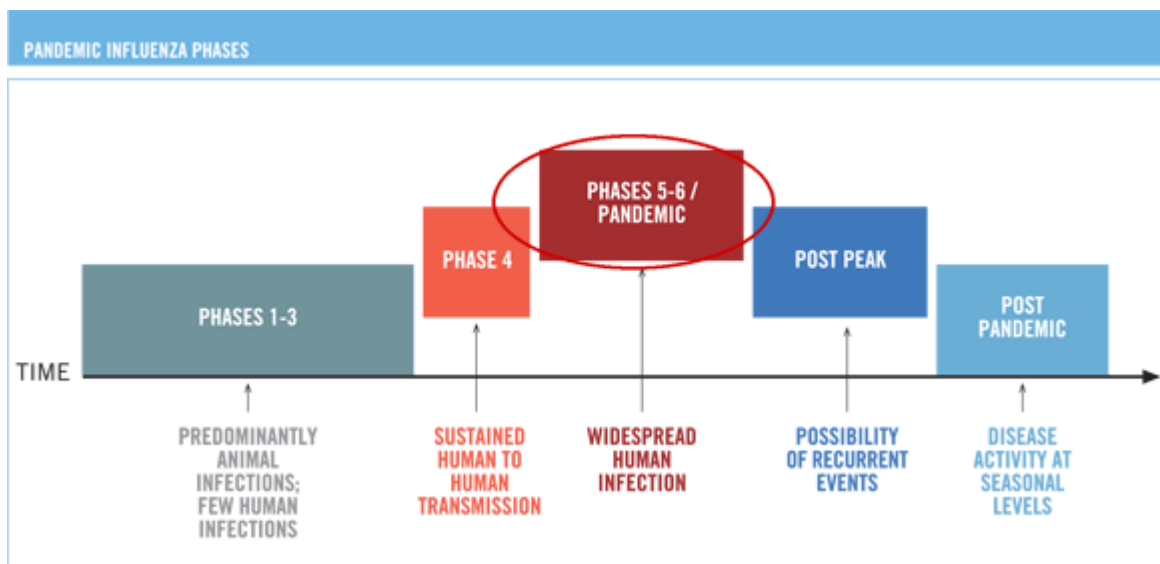 PANDEMIC INFLUENZA PHASES
PHASES 5-6 /
PANDEMIC
PHASE 4
POST PEAK
PHASES 1-3
POST
PANDEMIC
TIME
PREDOMINANTLY
ANIMAL
INFECTIONS;
FEW HUMAN
INFECTIONS
SUSTAINED
HUMAN TO
HUMAN
TRANSMISSION
WIDESPREAD
HUMAN
INFECTION
POSSIBILITY
OF RECURRENT
EVENTS
DISEASE
ACTIVITY AT
SEASONAL
LEVELS